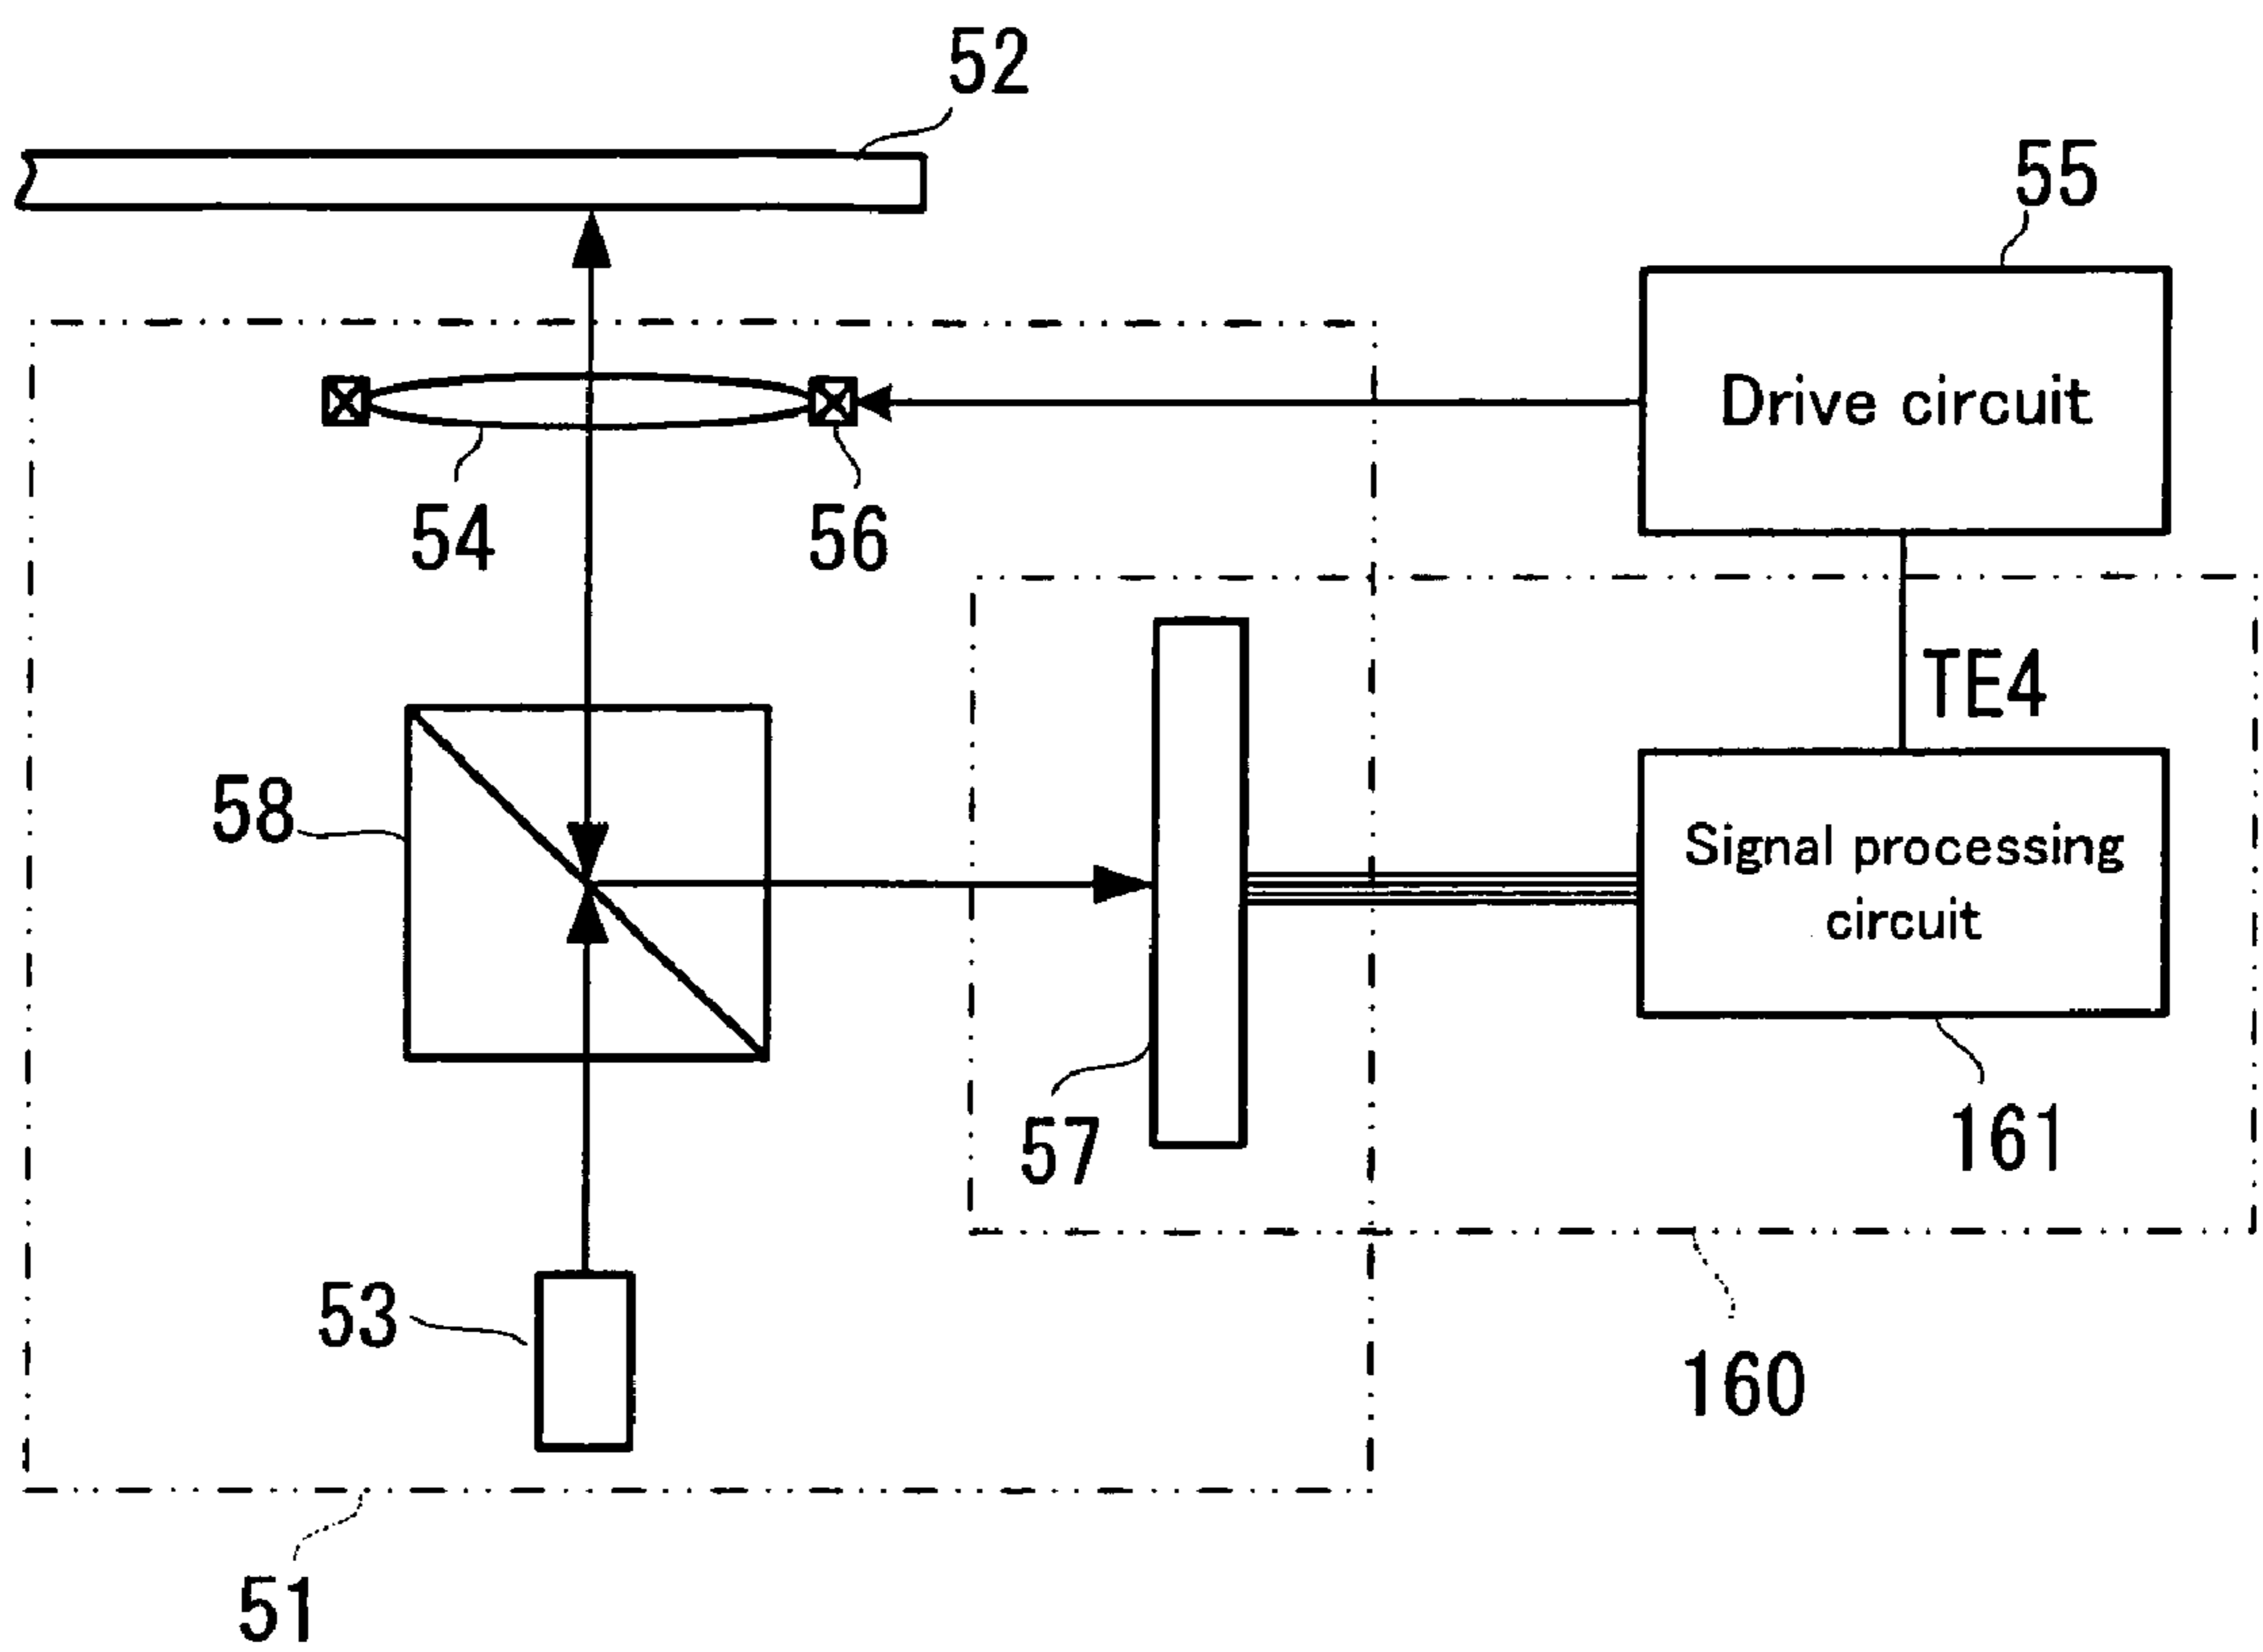 52
55
Drive circuit
54
56
TE4
58
Signal processing
circuit
57
161
53
160
51